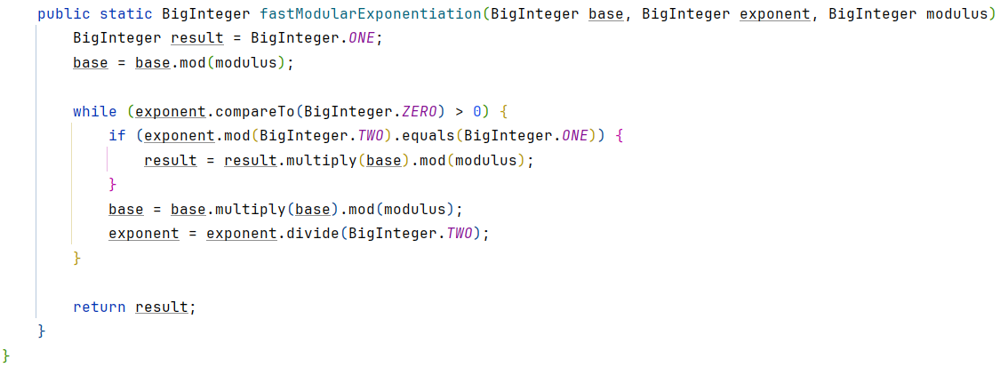 public static BigInteger fastModularExponentiation(BigInteger base, BigInteger exponent, BigInteger modulus)
BigInteger result = BigInteger.ONE;
base = base.mod(modulus);
while (exponent.compareTo(BigInteger.ZERO) > 0) {
if (exponent.mod(BigInteger.TWO).equals(BigInteger.ONE)) {
result = result.multiply(base).mod(modulus);
}
base = base.multiply(base).mod(modulus);
exponent = exponent.divide(BigInteger.TWO);
}
return result;
}
}